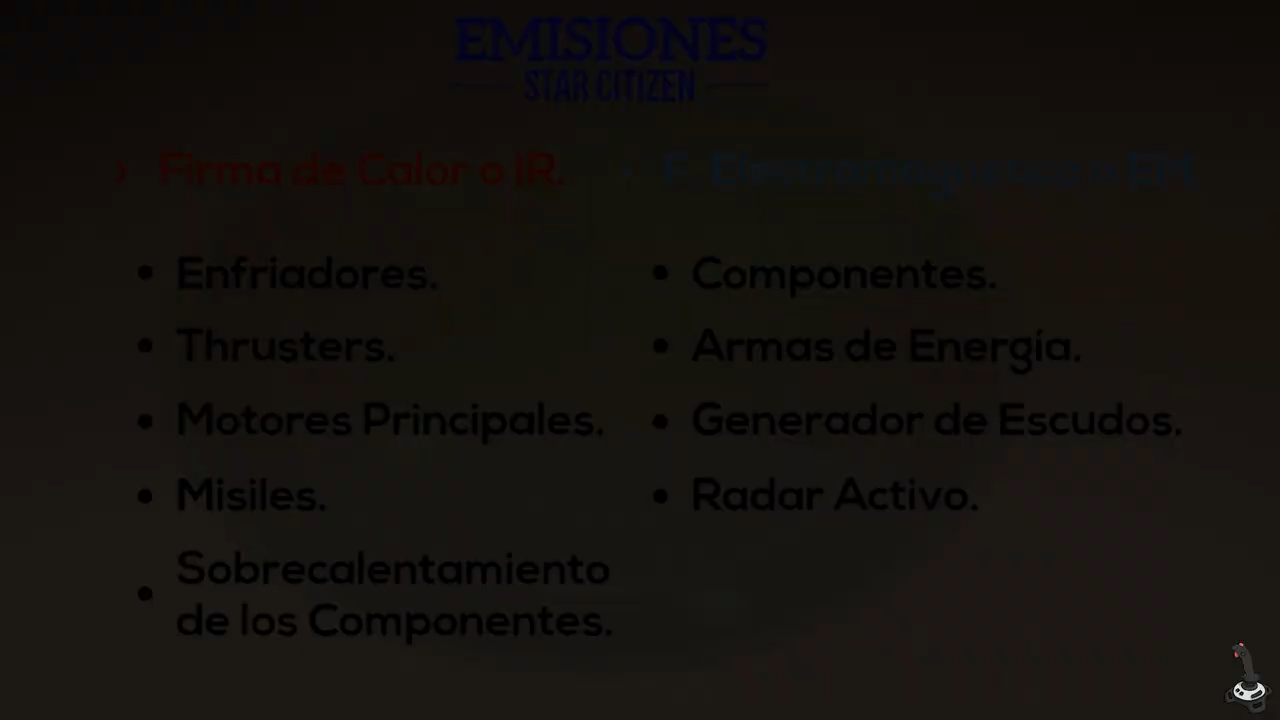 EMISIONES
STAR CITIZEN
Firma de Calor o IR.
Enfriadores.
Thrusters.
Motores Principales.
Misiles.
Sobrecalentamiento
de los Componentes.
E. Electromagnética o EM.
Componentes.
Armas de Energía.
Generador de Escudos.
Radar Activo.